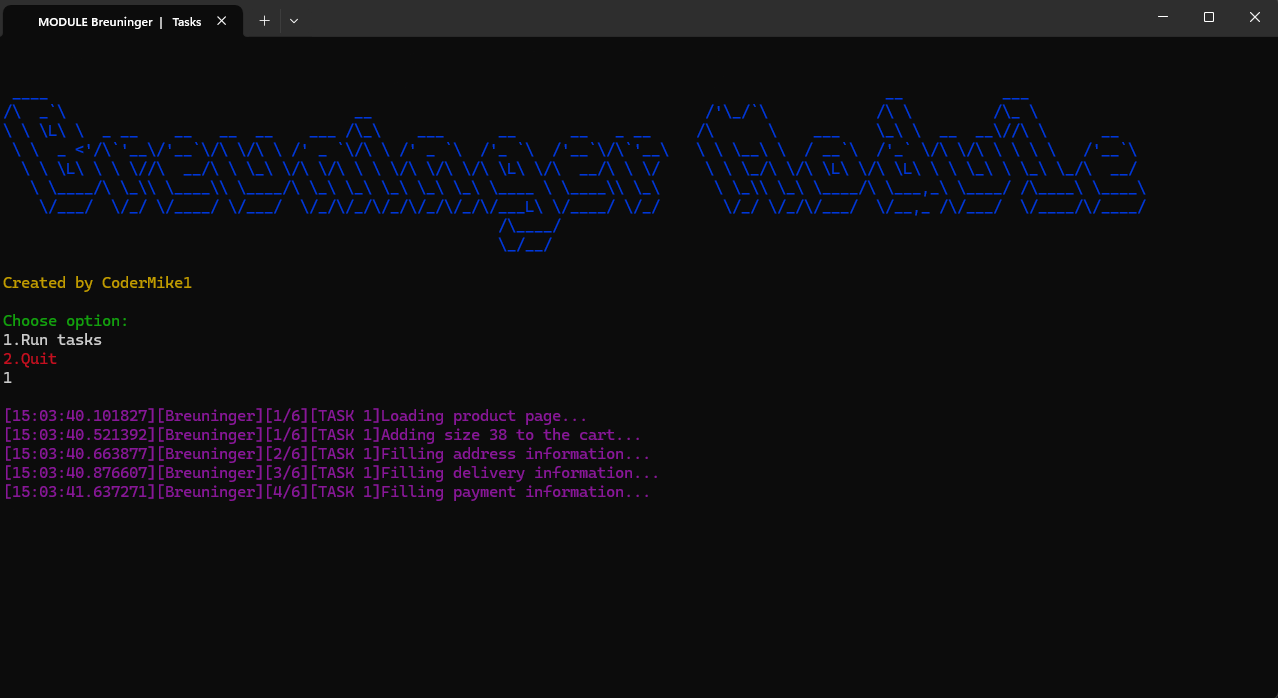 MODULE Breuninger | Tasks
Breuninger Module
Created by CoderMike1
Choose option:
1.Run tasks
2.Quit
1
[15:03:40.101827][Breuninger][1/6][TASK 1]Loading product page...
[15:03:40.521392][Breuninger][1/6][TASK 1]Adding size 38 to the cart...
[15:03:40.663877][Breuninger][2/6][TASK 1]Filling address information...
[15:03:40.876607][Breuninger][3/6][TASK 1]Filling delivery information...
[15:03:41.637271][Breuninger][4/6][TASK 1]Filling payment information...